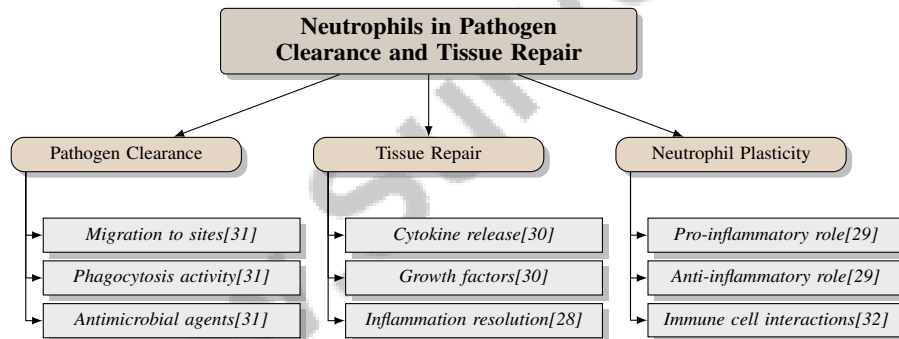 Neutrophils in Pathogen
Clearance and Tissue Repair
Pathogen Clearance
Migration to sites[31]
Phagocytosis activity[31]
Antimicrobial agents[31]
Tissue Repair
Cytokine release[30]
Growth factors[30]
Inflammation resolution[28]
Neutrophil Plasticity
Pro-inflammatory role[29]
Anti-inflammatory role[29]
Immune cell interactions[32]